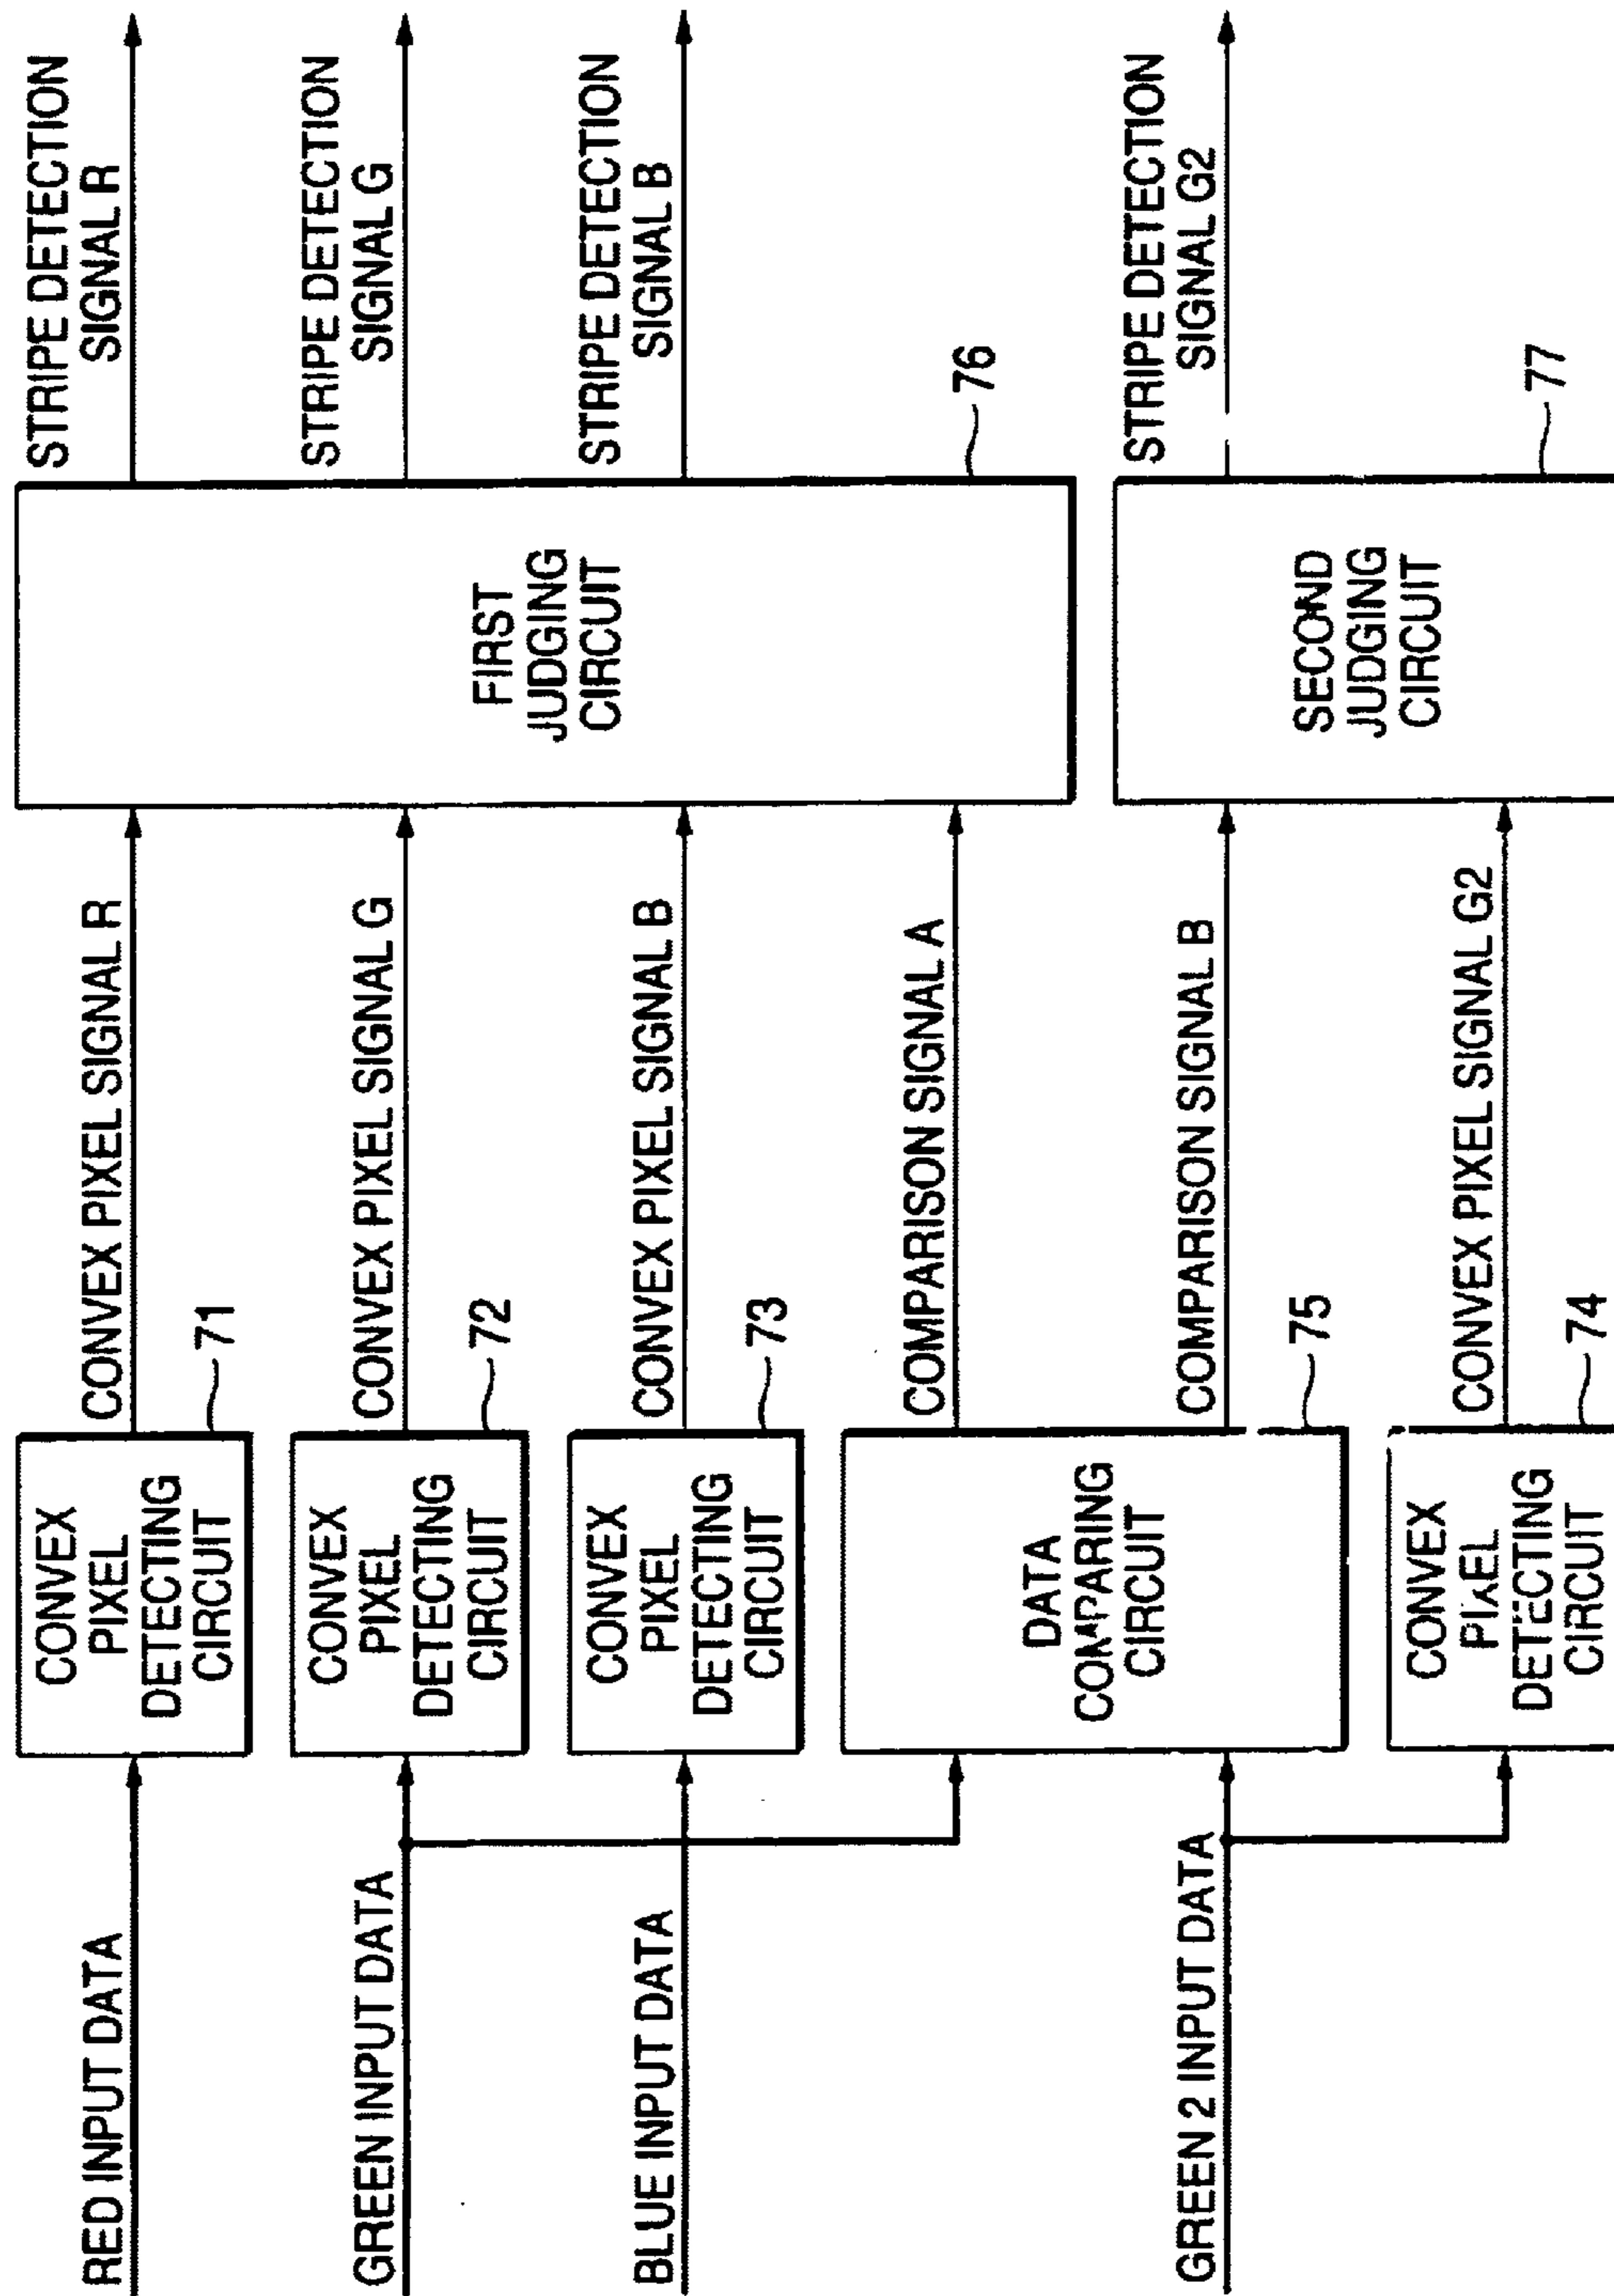 RED INPUT DATA
CONVEX
PIXEL
DETECTING
CIRCUIT
71
CONVEX PIXEL SIGNAL R
STRIPE DETECTION
SIGNAL R
GREEN INPUT DATA
CONVEX
PIXEL
DETECTING
CIRCUIT
72
CONVEX PIXEL SIGNAL G
STRIPE DETECTION
SIGNAL G
BLUE INPUT DATA
CONVEX
PIXEL
DETECTING
CIRCUIT
73
CONVEX PIXEL SIGNAL B
FIRST
JUDGING
CIRCUIT
76
STRIPE DETECTION
SIGNAL B
DATA
COMPARING
CIRCUIT
75
COMPARISON SIGNAL A
GREEN 2 INPUT DATA
COMPARISON SIGNAL B
SECOND
JUDGING
CIRCUIT
77
STRIPE DETECTION
SIGNAL G2
CONVEX
PIXEL
DETECTING
CIRCUIT
74
CONVEX PIXEL SIGNAL G2